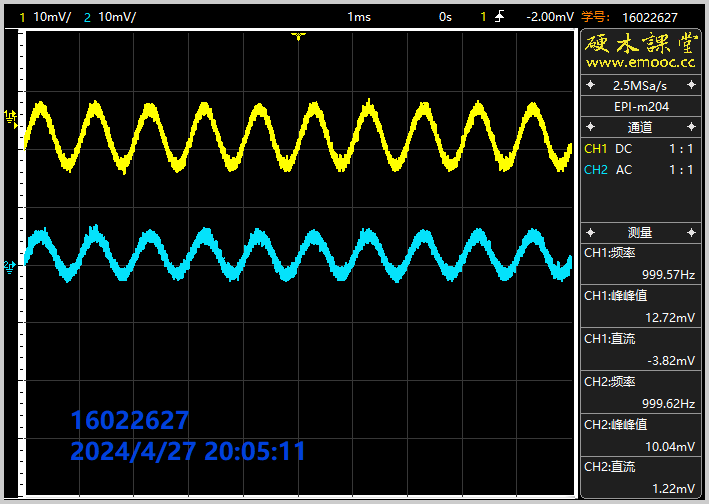 1 10mV/ 2 10mV/ 1ms 0s 1 -2.00mV 学号: 16022627
硬木課堂
www.emooc.cc
2.5MSa/s
EPI-m204
通道
CH1 DC 1 : 1
CH2 AC 1 : 1
测量
CH1:频率
999.57Hz
CH1:峰峰值
12.72mV
CH1:直流
-3.82mV
CH2:频率
999.62Hz
CH2:峰峰值
10.04mV
CH2:直流
1.22mV
1
2
16022627
2024/4/27 20:05:11